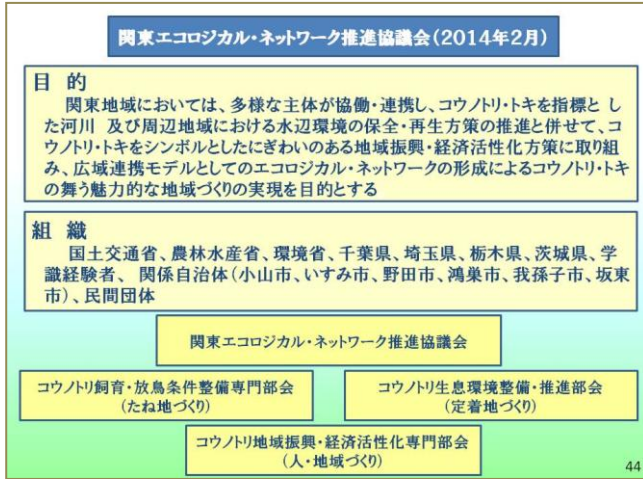 関東エコロジカル・ネットワーク推進協議会(2014年2月)
目 的
関東地域においては、多様な主体が協働・連携し、コウノトリ・トキを指標と し
た河川 及び周辺地域における水辺環境の保全・再生方策の推進と併せて、コ
ウノトリ・トキをシンボルとしたにぎわいのある地域振興・経済活性化方策に取り組
み、広域連携モデルとしてのエコロジカル・ネットワークの形成によるコウノトリ・トキ
の舞う魅力的な地域づくりの実現を目的とする
組 織
国土交通省、農林水産省、環境省、千葉県、埼玉県、栃木県、茨城県、学
識経験者、 関係自治体(小山市、いすみ市、野田市、鴻巣市、我孫子市、坂東
市)、民間団体
関東エコロジカル・ネットワーク推進協議会
コウノトリ飼育・放鳥条件整備専門部会
(たね地づくり)
コウノトリ生息環境整備・推進部会
(定着地づくり)
コウノトリ地域振興・経済活性化専門部会
(人・地域づくり)
44